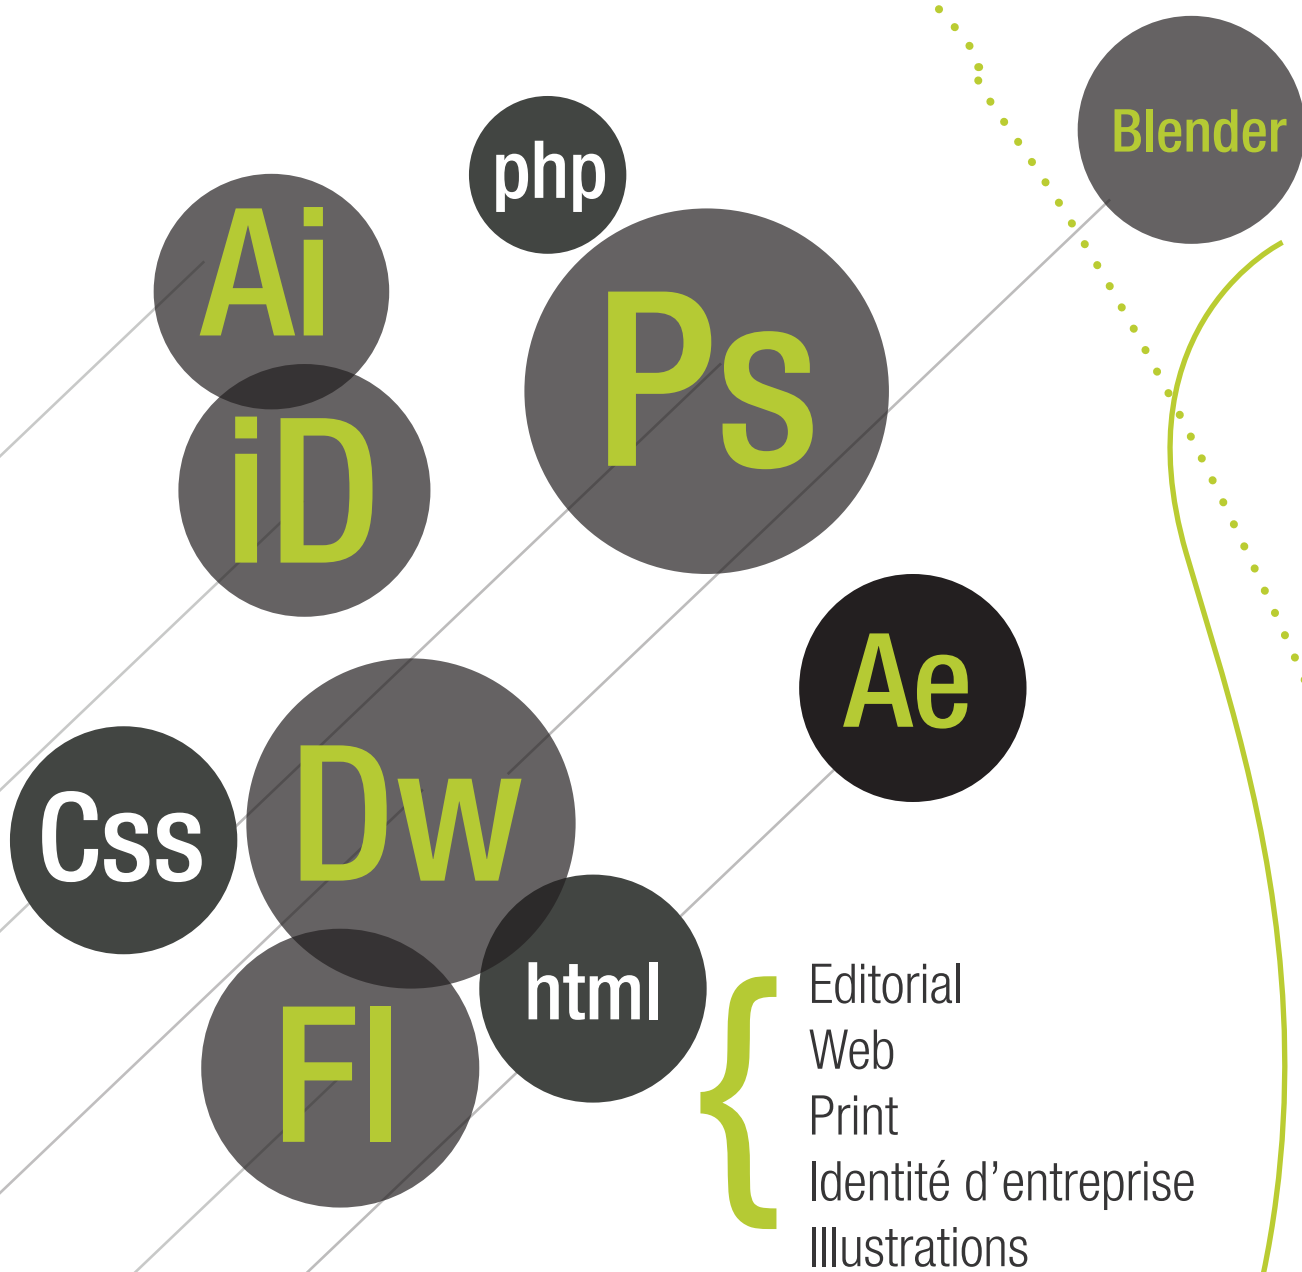 Blender
php
Ai
Ps
iD
Ae
Dw
Css
html
Fl
Editorial
Web
Print
Identité d’entreprise
Illustrations